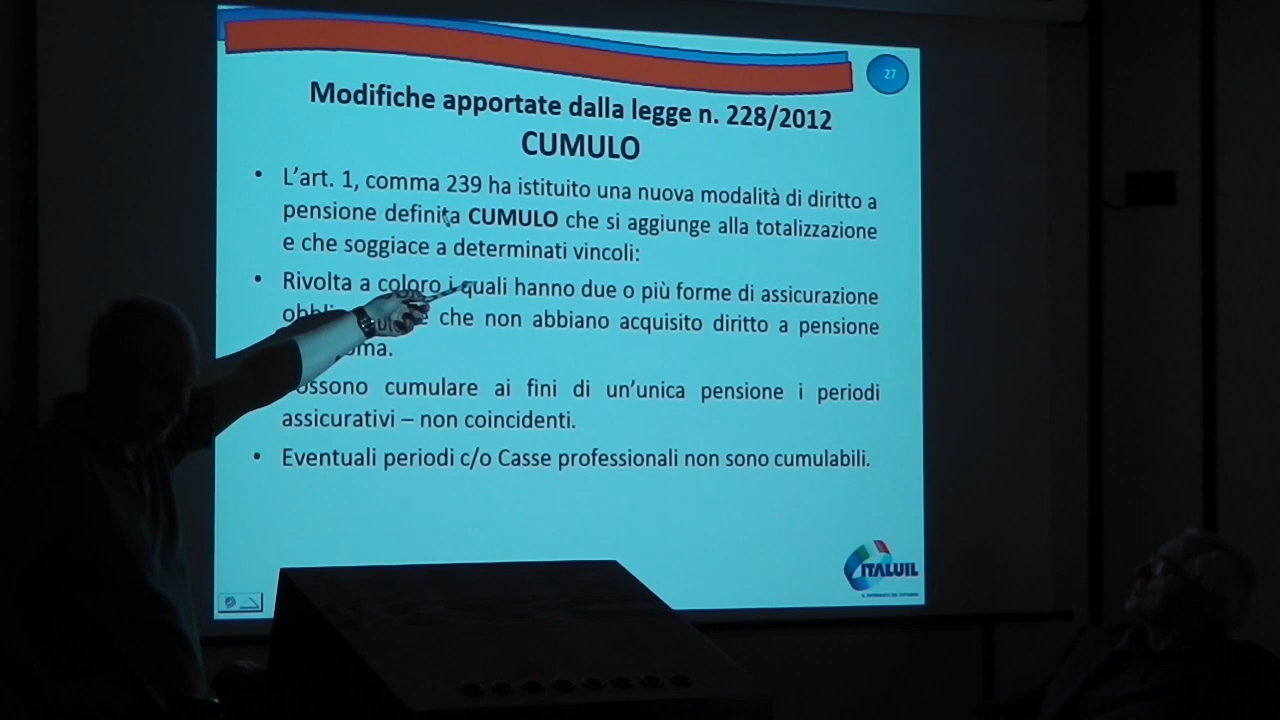 27
Modifiche apportate dalla legge n. 228/2012
CUMULO
• L'art. 1, comma 239 ha istituito una nuova modalità di diritto a
pensione definita CUMULO che si aggiunge alla totalizzazione
e che soggiace a determinati vincoli:
• Rivolta a coloro i quali hanno due o più forme di assicurazione
che non abbiano acquisito diritto a pensione
cumulare ai fini di un'unica pensione i periodi
assicurativi – non coincidenti.
• Eventuali periodi c/o Casse professionali non sono cumulabili.
ITALUIL